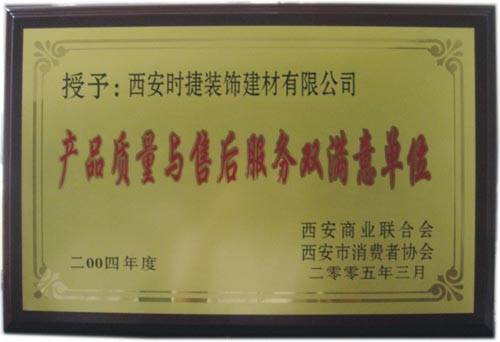 授予：西安时捷装饰建材有限公司
产品质量与售后服务双满意单位
西安商业联合会
西安市消费者协会
二00四年度
二零零五年三月